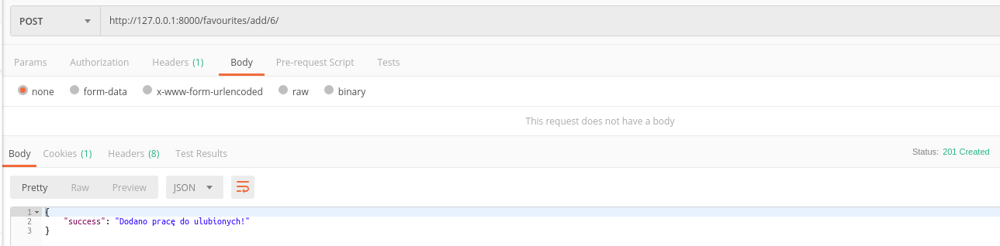 POST http://127.0.0.1:8000/favourites/add/6/
Params Authorization Headers (1) Body Pre-request Script Tests
none form-data x-www-form-urlencoded raw binary
This request does not have a body
Body Cookies (1) Headers (8) Test Results Status: 201 Created
Pretty Raw Preview JSON
1 {
2 "success": "Dodano pracę do ulubionych!"
3 }